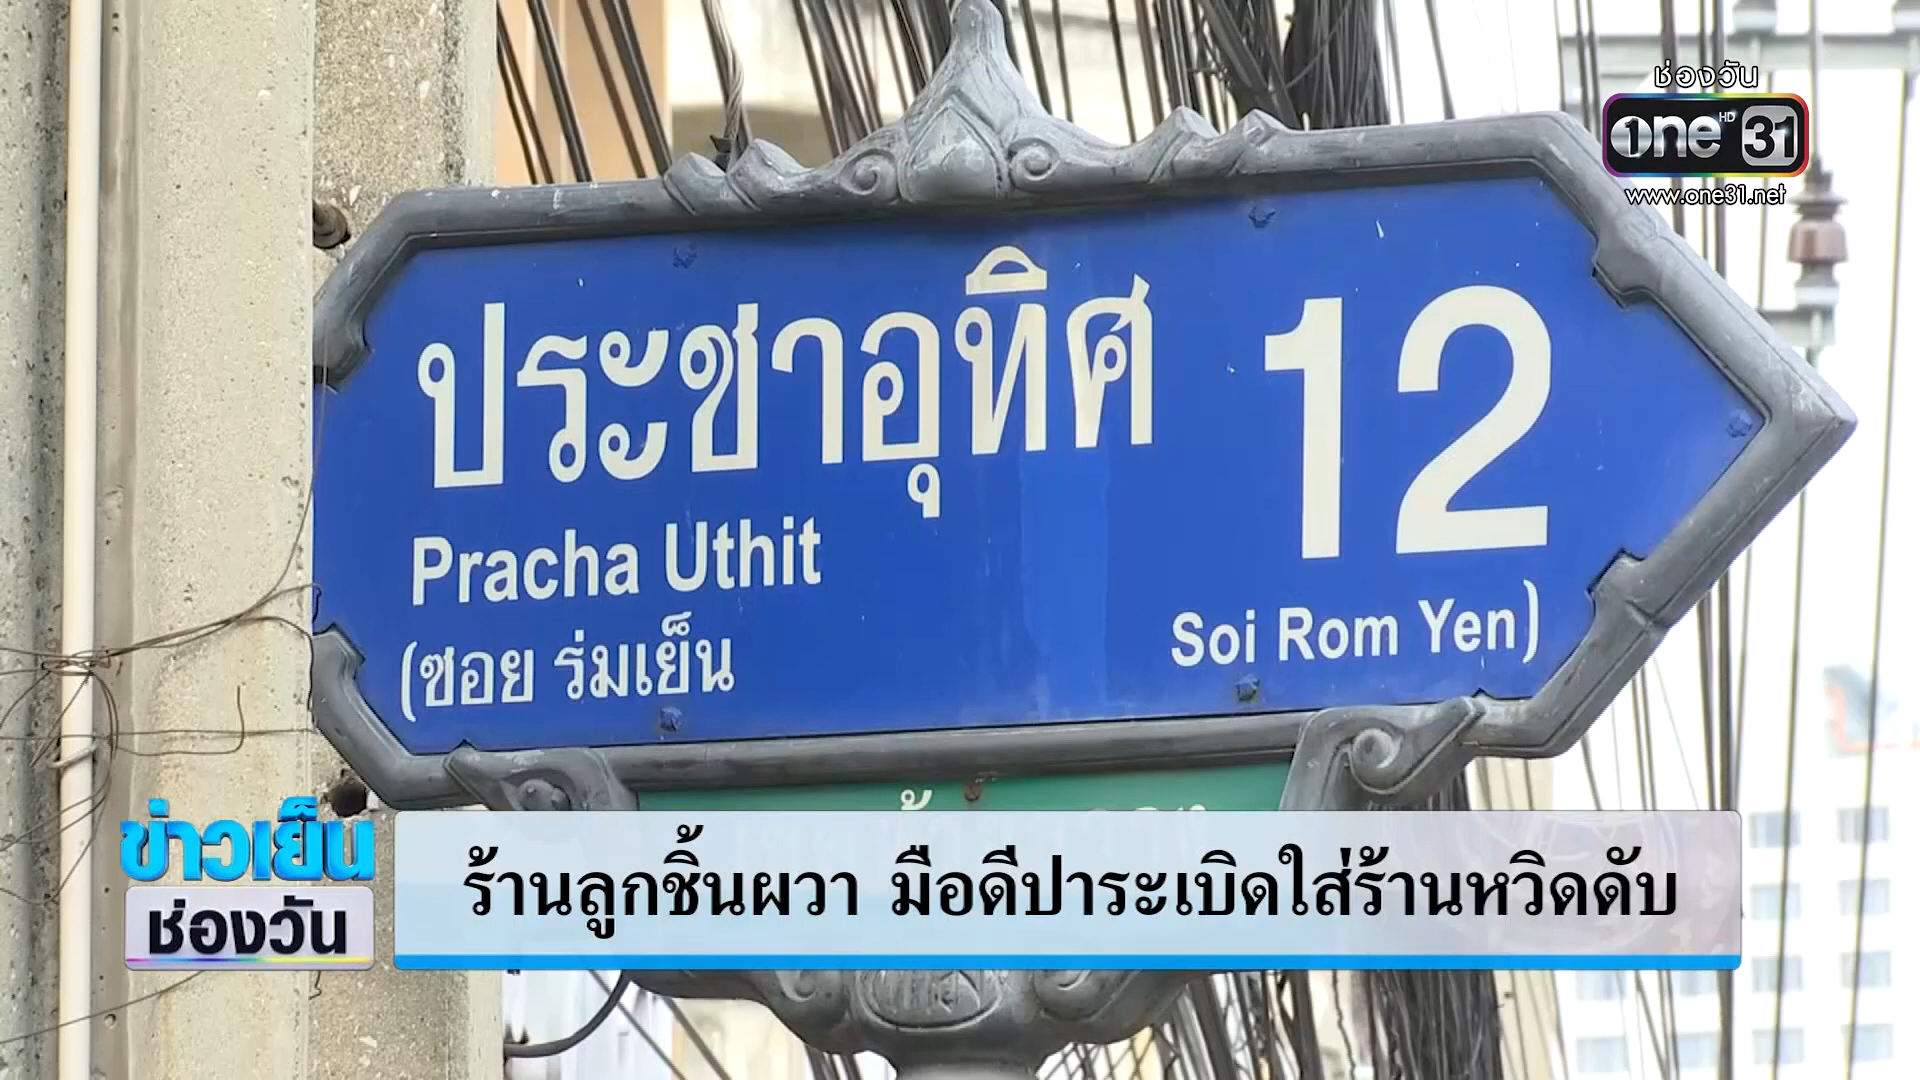 ช่องวัน
one HD 31
www.one31.net
ประชาอุทิศ 12
Pracha Uthit
(ซอย ร่มเย็น Soi Rom Yen)
ข่าวเย็น
ช่องวัน
ร้านลูกชิ้นผวา มือดีปาระเบิดใส่ร้านหวิดดับ